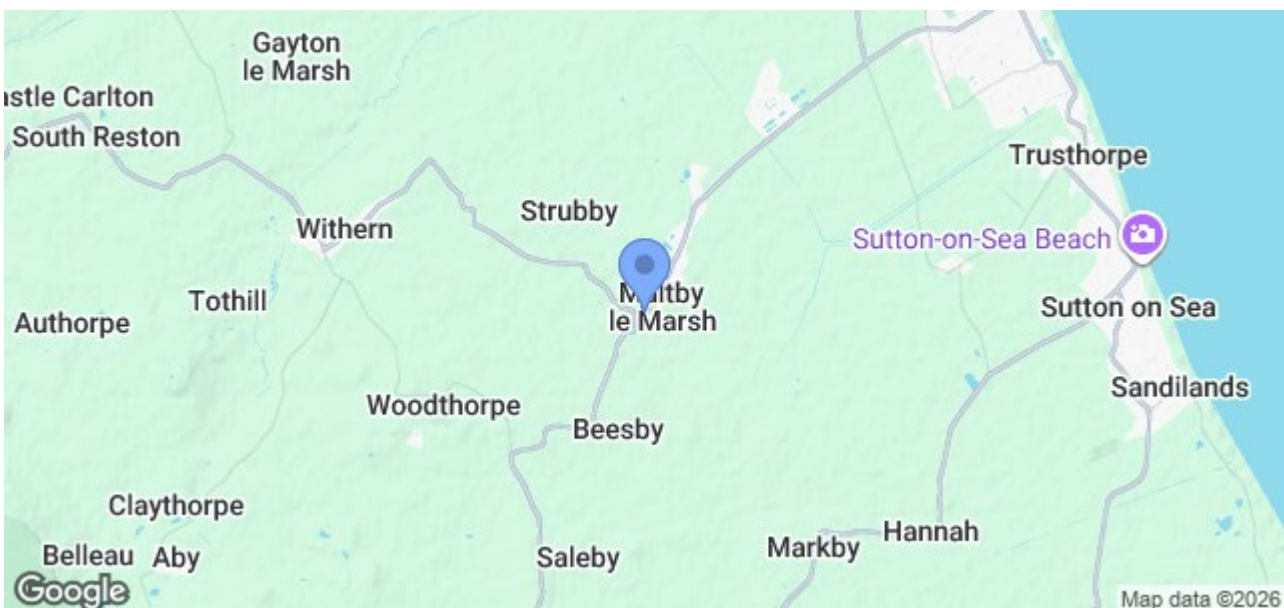 Gayton
le Marsh
astle Carlton
South Reston
Trusthorpe
Strubby
Withern
Sutton-on-Sea Beach
Tothill
Maltby
le Marsh
Sutton on Sea
Authorpe
Sandilands
Woodthorpe
Beesby
Claythorpe
Hannah
Markby
Belleau
Aby
Saleby
Google
Map data ©2026